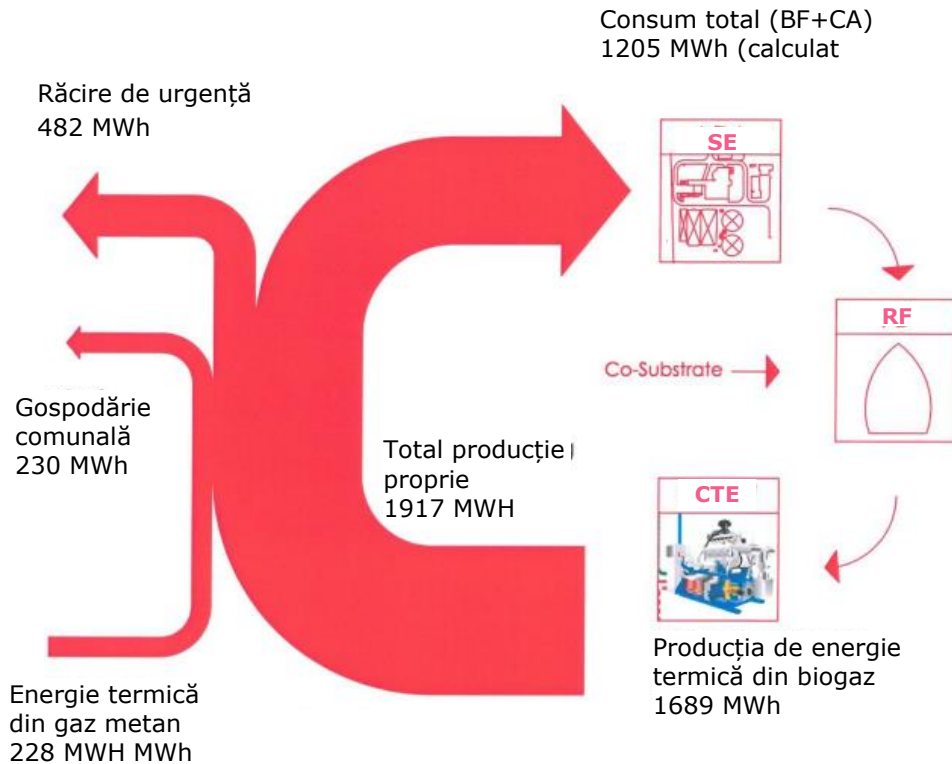 Consum total (BF+CA)
1205 MWh (calculat
Răcire de urgență
482 MWh
SE
RF
Co-Substrate
Gospodărie
comunală
230 MWh
Total producție
proprie
1917 MWH
CTE
Producția de energie
termică din biogaz
1689 MWh
Energie termică
din gaz metan
228 MWH MWh